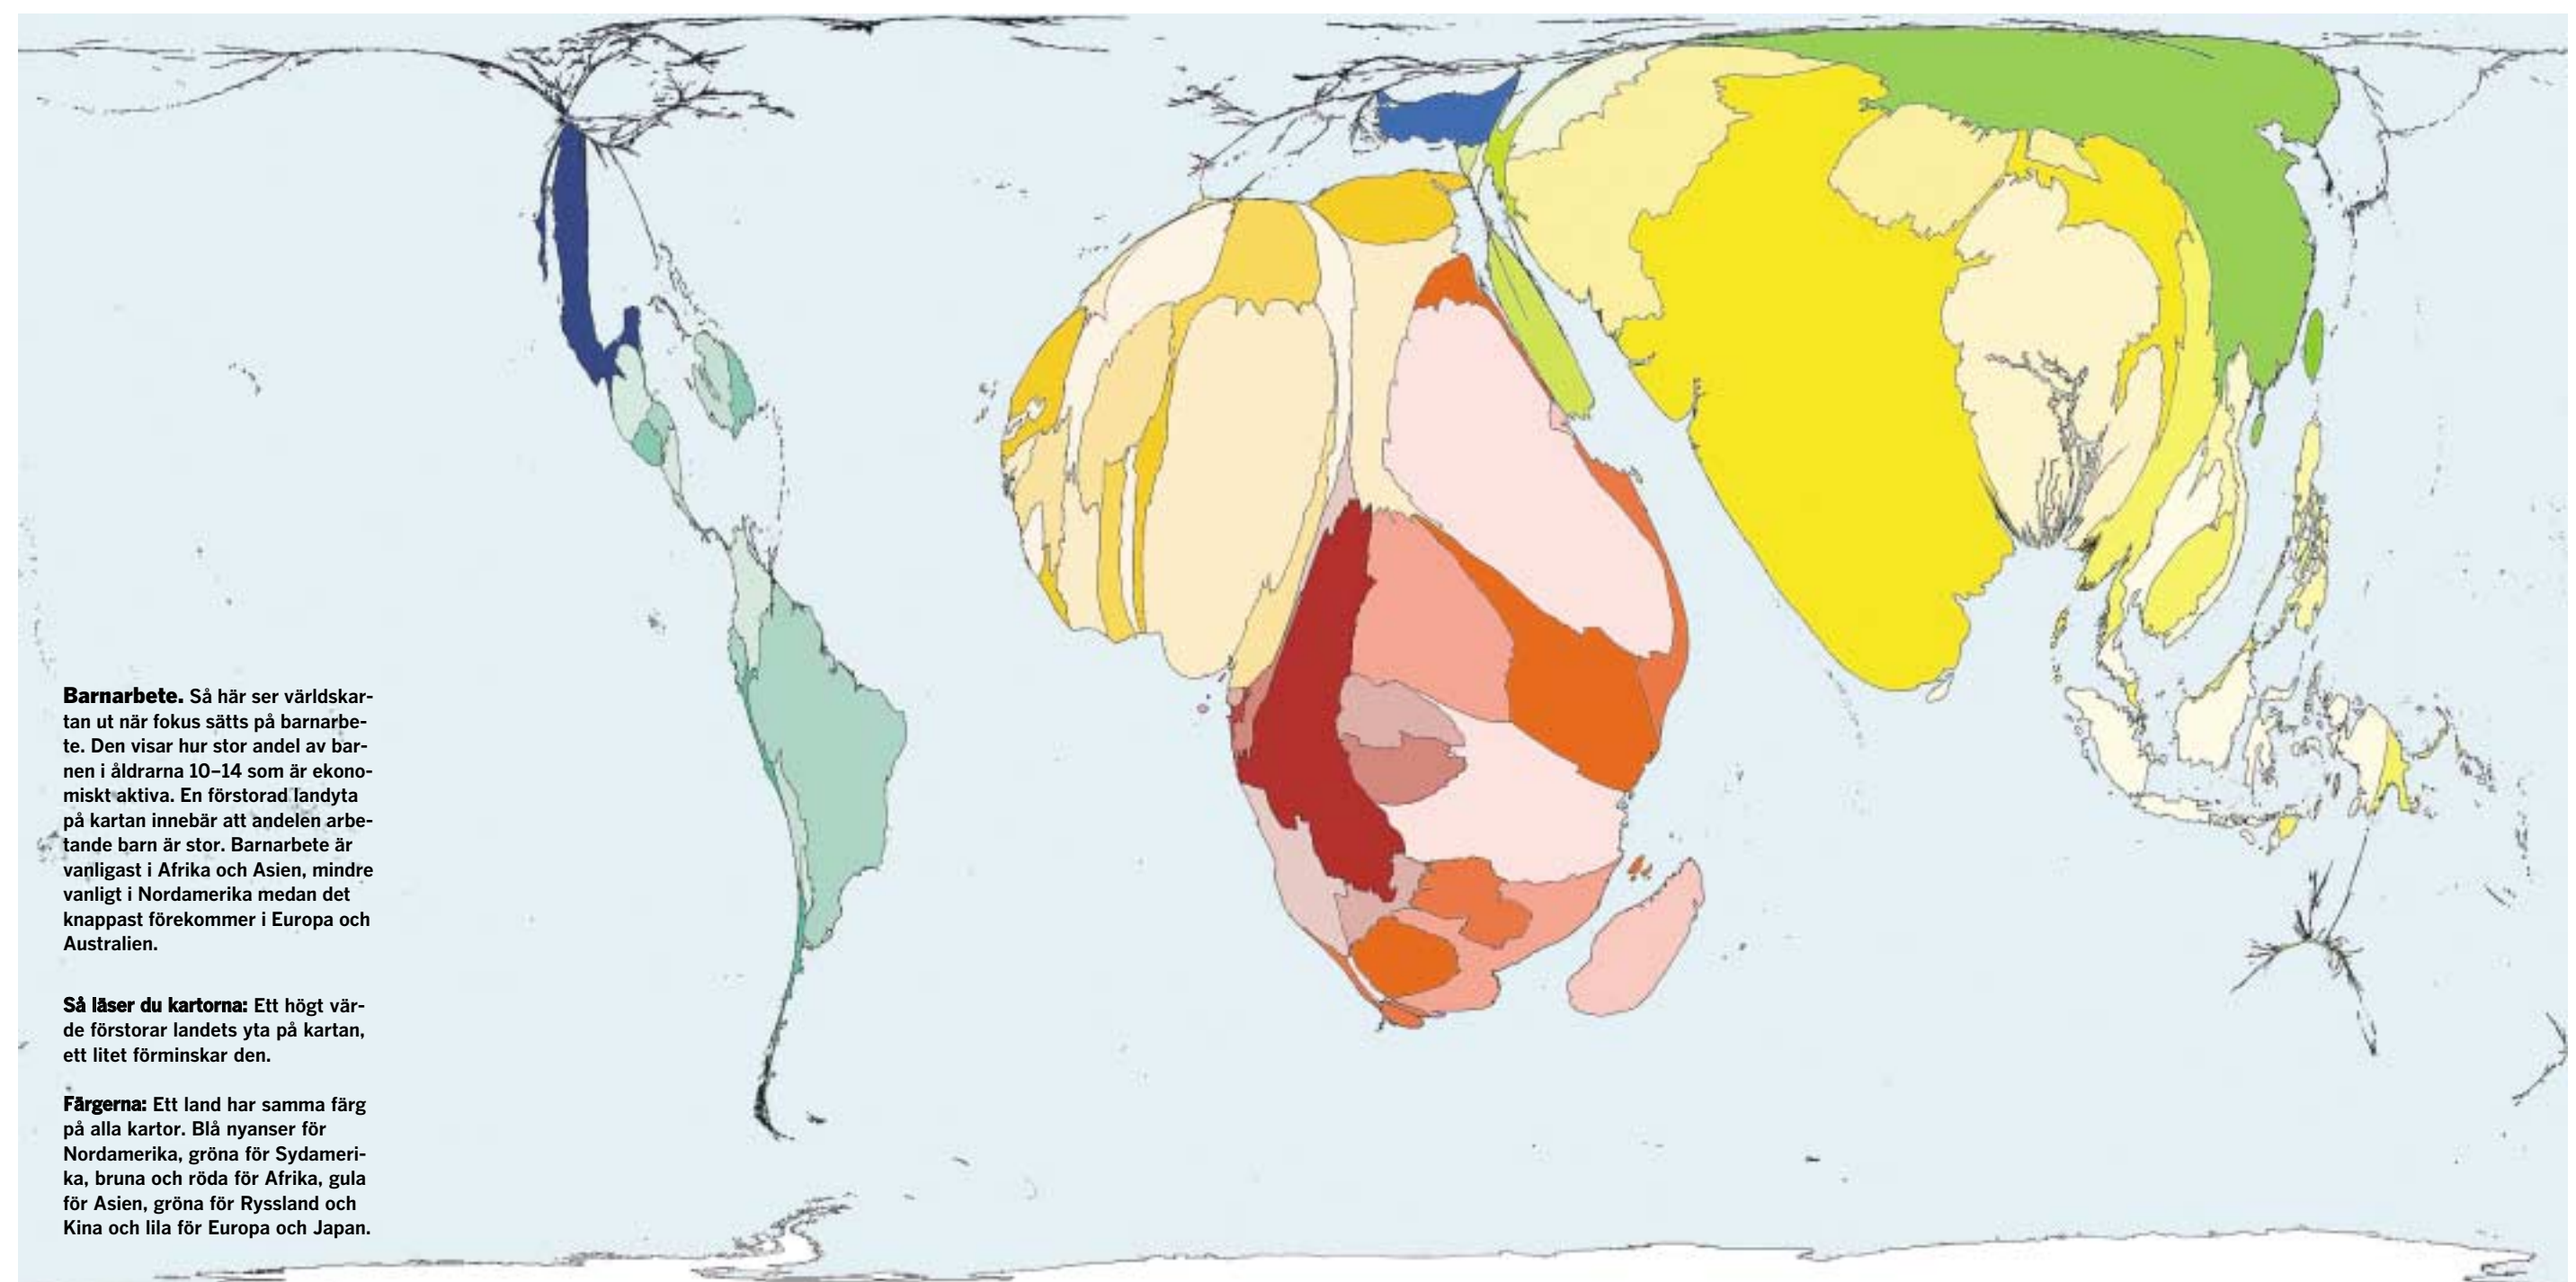 Barnarbete. Så här ser världskar-
tan ut när fokus sätts på barnarbe-
te. Den visar hur stor andel av bar-
nen i åldrarna 10–14 som är ekono-
miskt aktiva. En förstorad landyta
på kartan innebär att andelen arbe-
tande barn är stor. Barnarbete är
vanligast i Afrika och Asien, mindre
vanligt i Nordamerika medan det
knappast förekommer i Europa och
Australien.
Så läser du kartorna: Ett högt vär-
de förstorar landets yta på kartan,
ett litet förminskar den.
Färgerna: Ett land har samma färg
på alla kartor. Blå nyanser för
Nordamerika, gröna för Sydameri-
ka, bruna och röda för Afrika, gula
för Asien, gröna för Ryssland och
Kina och lila för Europa och Japan.